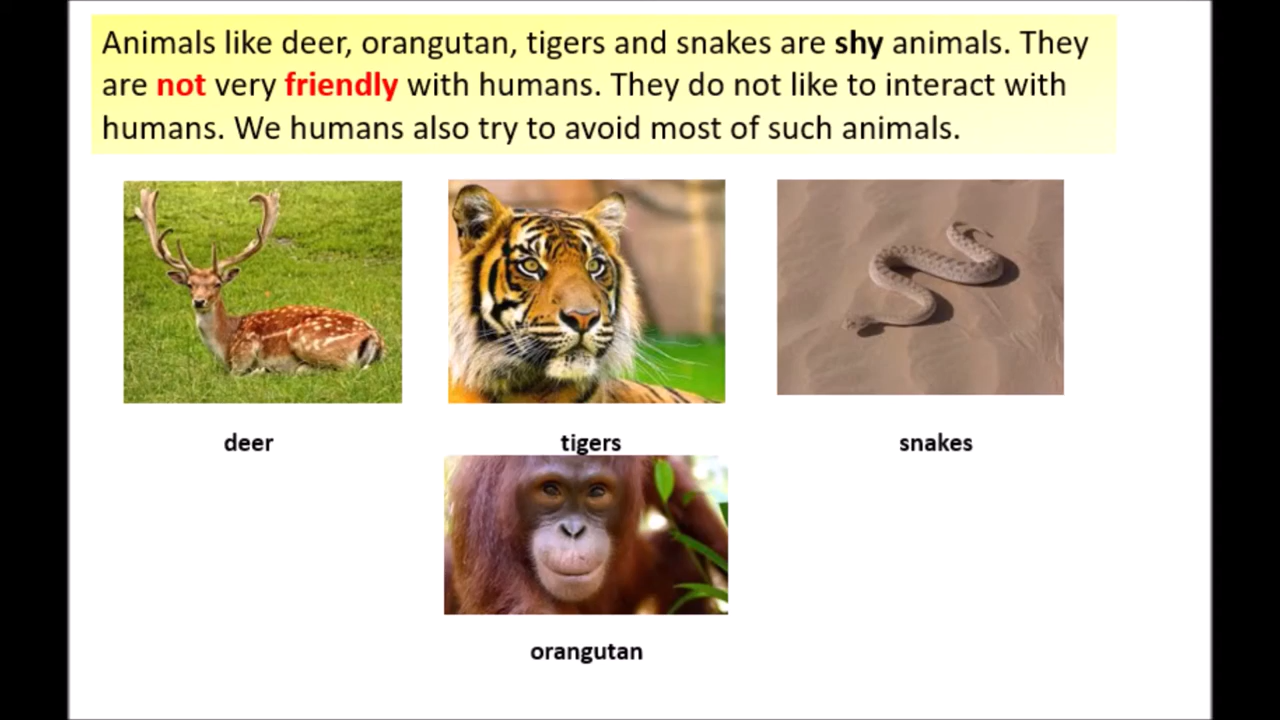 Animals like deer, orangutan, tigers and snakes are shy animals. They
are not very friendly with humans. They do not like to interact with
humans. We humans also try to avoid most of such animals.
deer
tigers
snakes
orangutan